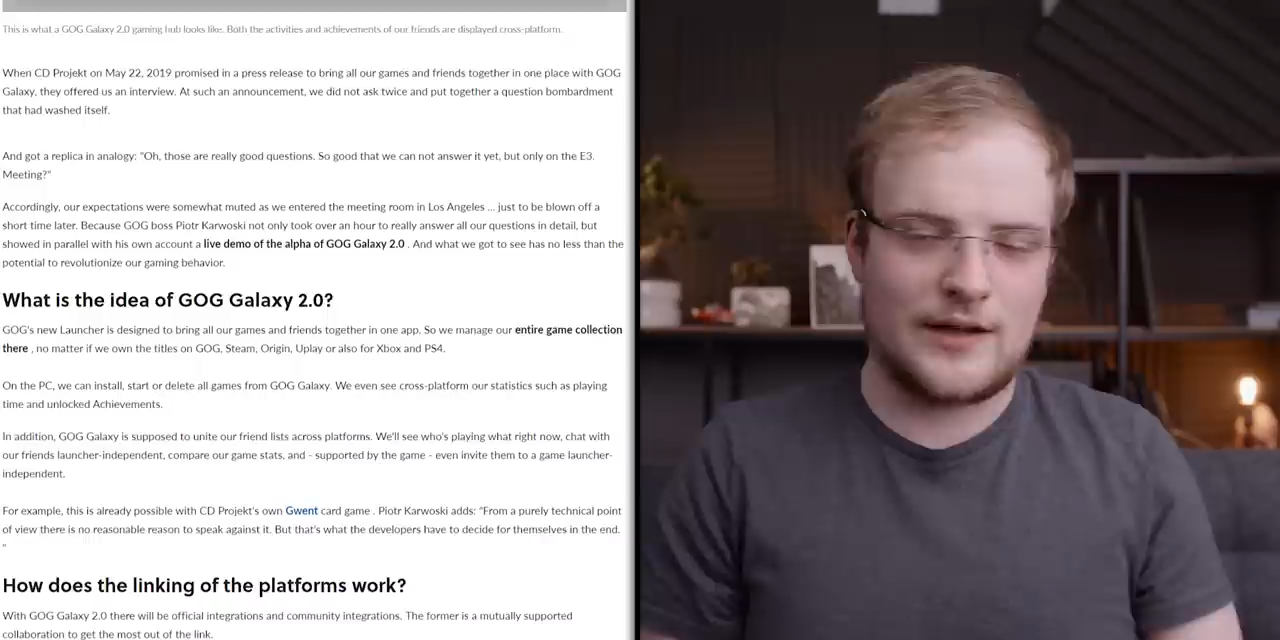 This is what a GOG Galaxy 2.0 gaming hub looks like. Both the activities and achievements of our friends are displayed cross-platform.
When CD Projekt on May 22, 2019 promised in a press release to bring all our games and friends together in one place with GOG
Galaxy, they offered us an interview. At such an announcement, we did not ask twice and put together a question bombardment
that had washed itself.
And got a replica in analogy: "Oh, those are really good questions. So good that we can not answer it yet, but only on the E3.
Meeting?"
Accordingly, our expectations were somewhat muted as we entered the meeting room in Los Angeles ... just to be blown off a
short time later. Because GOG boss Piotr Karwoski not only took over an hour to really answer all our questions in detail, but
showed in parallel with his own account a live demo of the alpha of GOG Galaxy 2.0 . And what we got to see has no less than the
potential to revolutionize our gaming behavior.
What is the idea of GOG Galaxy 2.0?
GOG's new Launcher is designed to bring all our games and friends together in one app. So we manage our entire game collection
there , no matter if we own the titles on GOG, Steam, Origin, Uplay or also for Xbox and PS4.
On the PC, we can install, start or delete all games from GOG Galaxy. We even see cross-platform our statistics such as playing
time and unlocked Achievements.
In addition, GOG Galaxy is supposed to unite our friend lists across platforms. We'll see who's playing what right now, chat with
our friends launcher-independent, compare our game stats, and - supported by the game - even invite them to a game launcher-
independent.
For example, this is already possible with CD Projekt's own Gwent card game . Piotr Karwoski adds: "From a purely technical point
of view there is no reasonable reason to speak against it. But that's what the developers have to decide for themselves in the end.
"
How does the linking of the platforms work?
With GOG Galaxy 2.0 there will be official integrations and community integrations. The former is a mutually supported
collaboration to get the most out of the link.